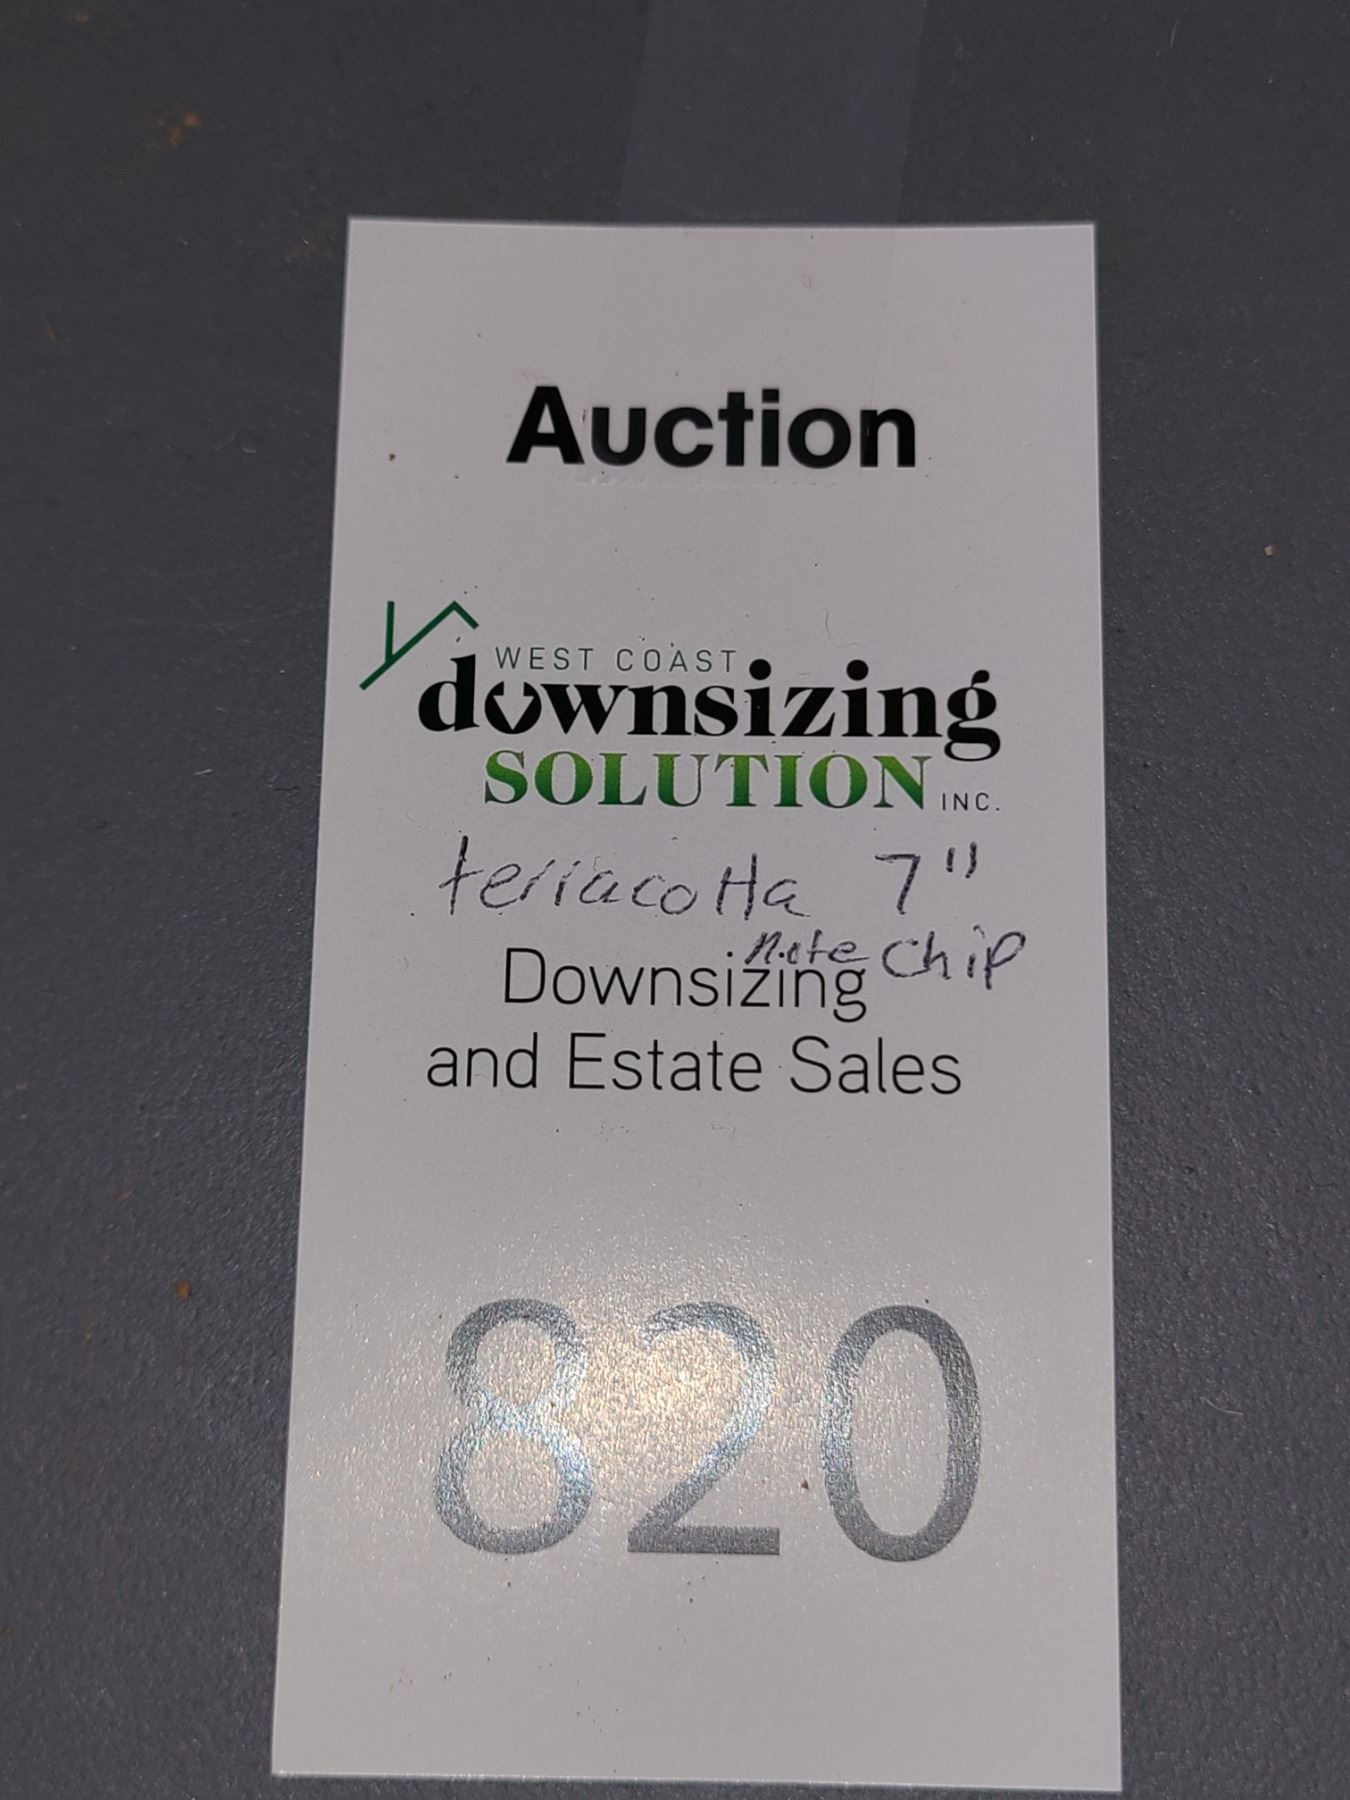 Auction
WEST COAST
downsizing
SOLUTION INC.
terracotta 7"
note chip
Downsizing
and Estate Sales
820